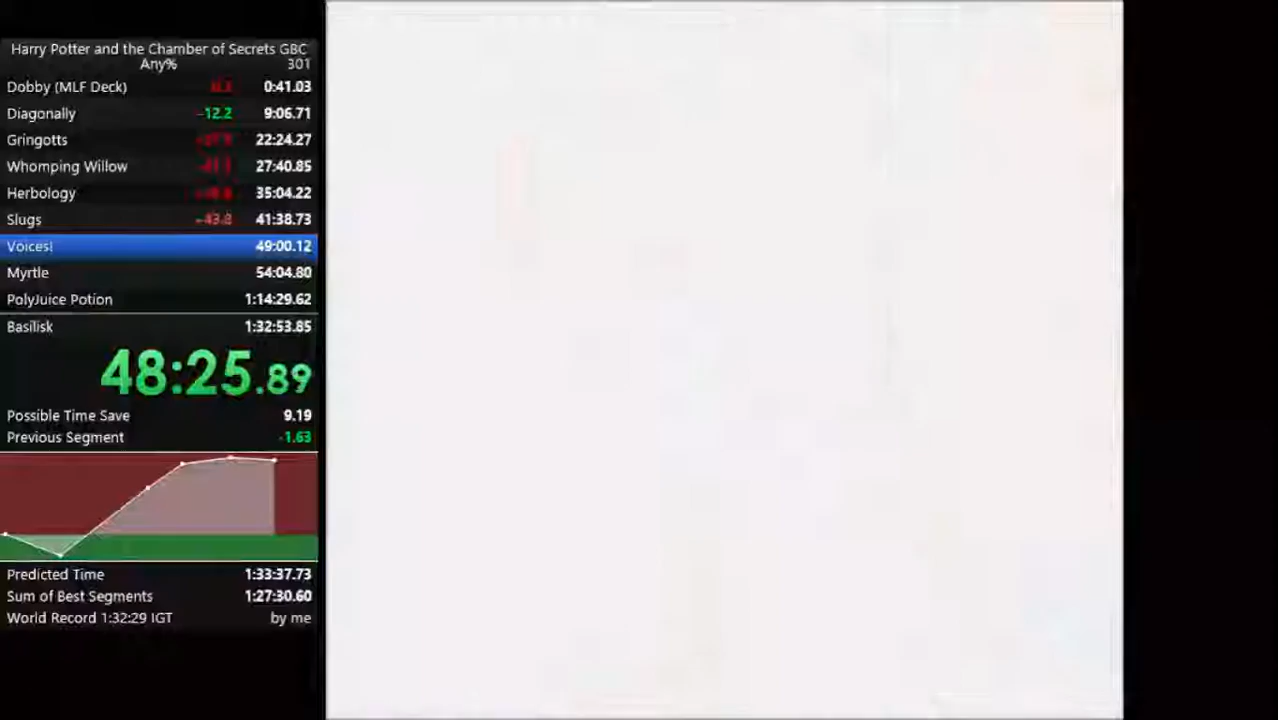 Harry Potter and the Chamber of Secrets GBC
Any% 301
Dobby (MLF Deck) 0:41.03
Diagonally -12.2 9:06.71
Gringotts 22:24.27
Whomping Willow 27:40.85
Herbology 35:04.22
Slugs 41:38.73
Voices! 49:00.12
Myrtle 54:04.80
PolyJuice Potion 1:14:29.62
Basilisk 1:32:53.85
48:25.89
Possible Time Save 9.19
Previous Segment -1.63
Predicted Time 1:33:37.73
Sum of Best Segments 1:27:30.60
World Record 1:32:29 IGT by me